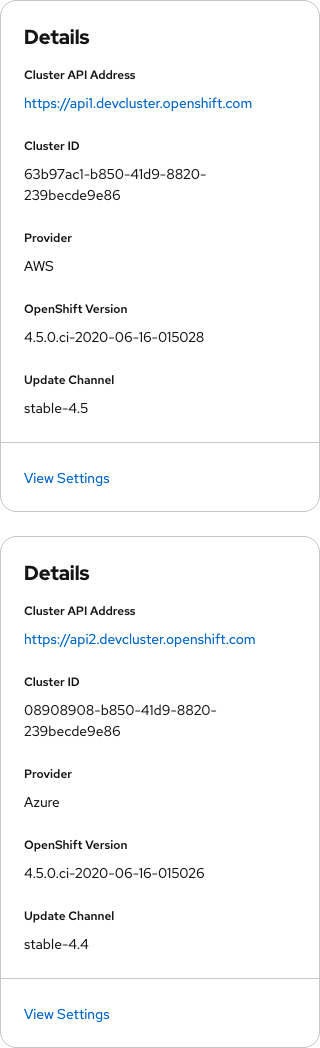 Details
Cluster API Address
https://api1.devcluster.openshift.com
Cluster ID
63b97ac1-b850-41d9-8820-
239becde9e86
Provider
AWS
OpenShift Version
4.5.0.ci-2020-06-16-015028
Update Channel
stable-4.5
View Settings
Details
Cluster API Address
https://api2.devcluster.openshift.com
Cluster ID
08908908-b850-41d9-8820-
239becde9e86
Provider
Azure
OpenShift Version
4.5.0.ci-2020-06-16-015026
Update Channel
stable-4.4
View Settings